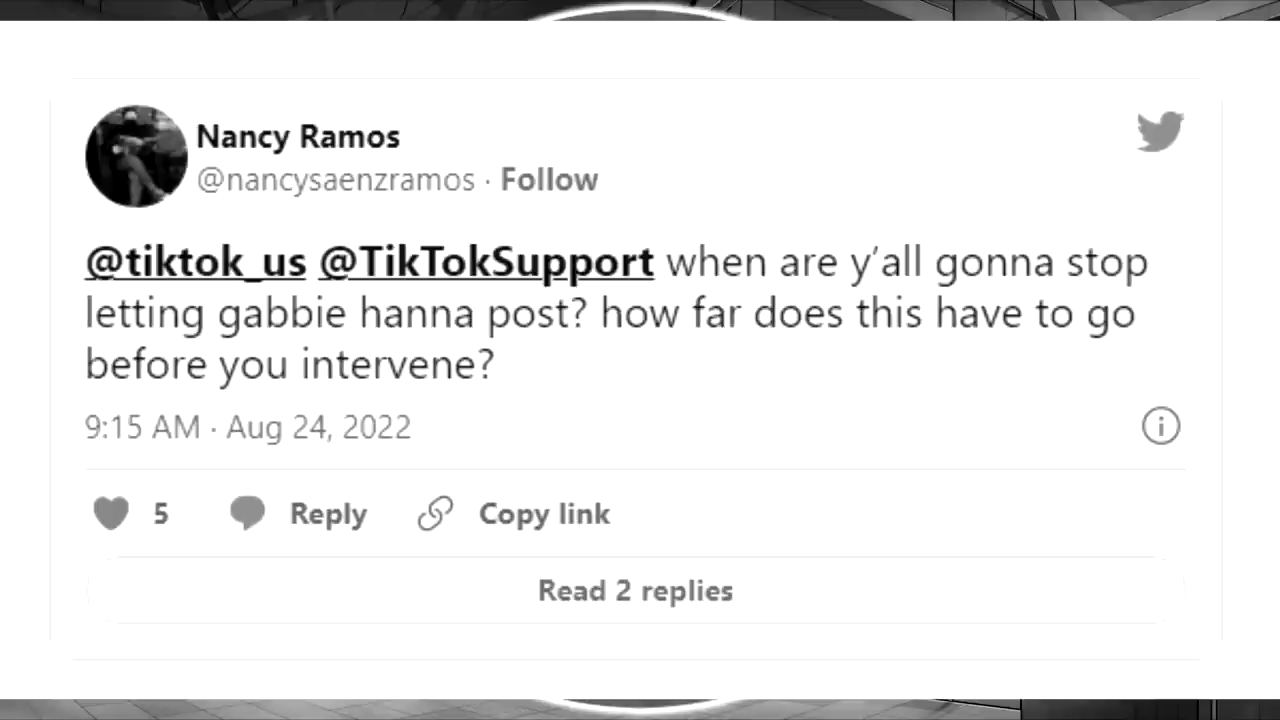 Nancy Ramos
@nancysaenzramos · Follow
@tiktok_us @TikTokSupport when are y’all gonna stop
letting gabbie hanna post? how far does this have to go
before you intervene?
9:15 AM · Aug 24, 2022
5 Reply Copy link
Read 2 replies